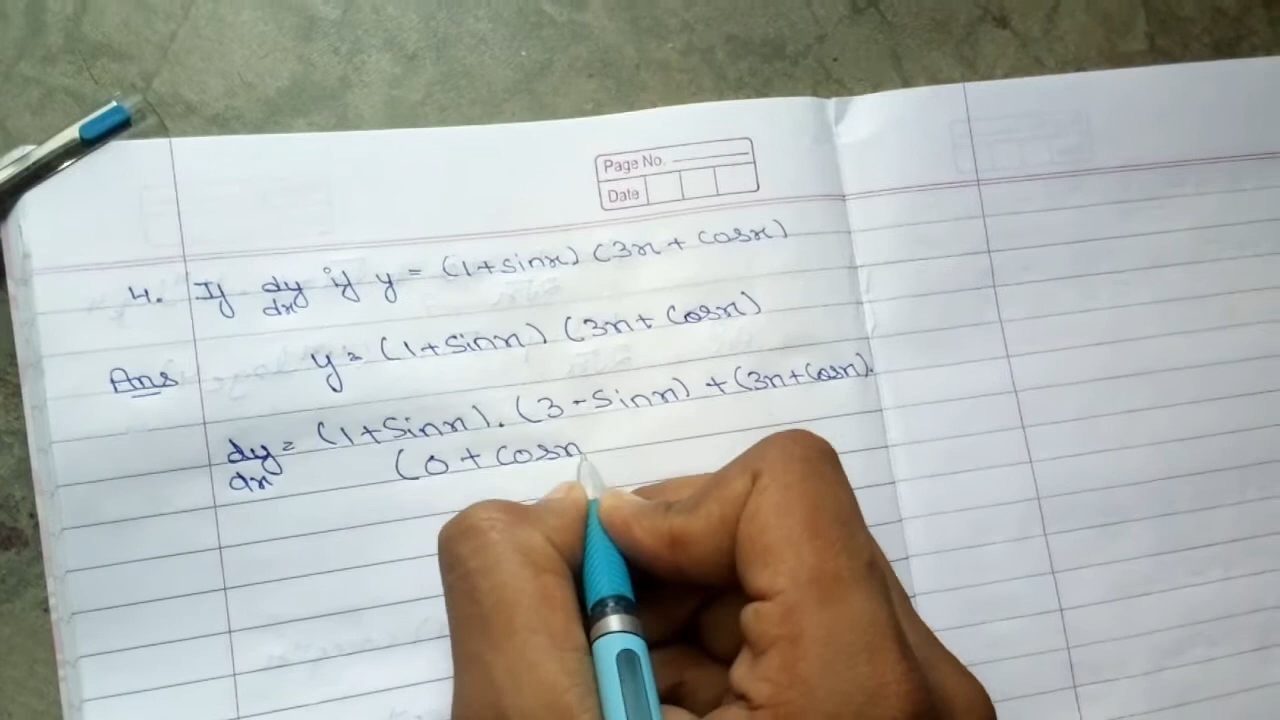 Page No.
Date
4. If dy/dx if y = (1+sinx) (3x + cosx)
Ans y = (1+sinx) (3x+ cosx)
dy/dx = (1+sinx). (3-sinx) + (3x+cosx).
(0 + cosx